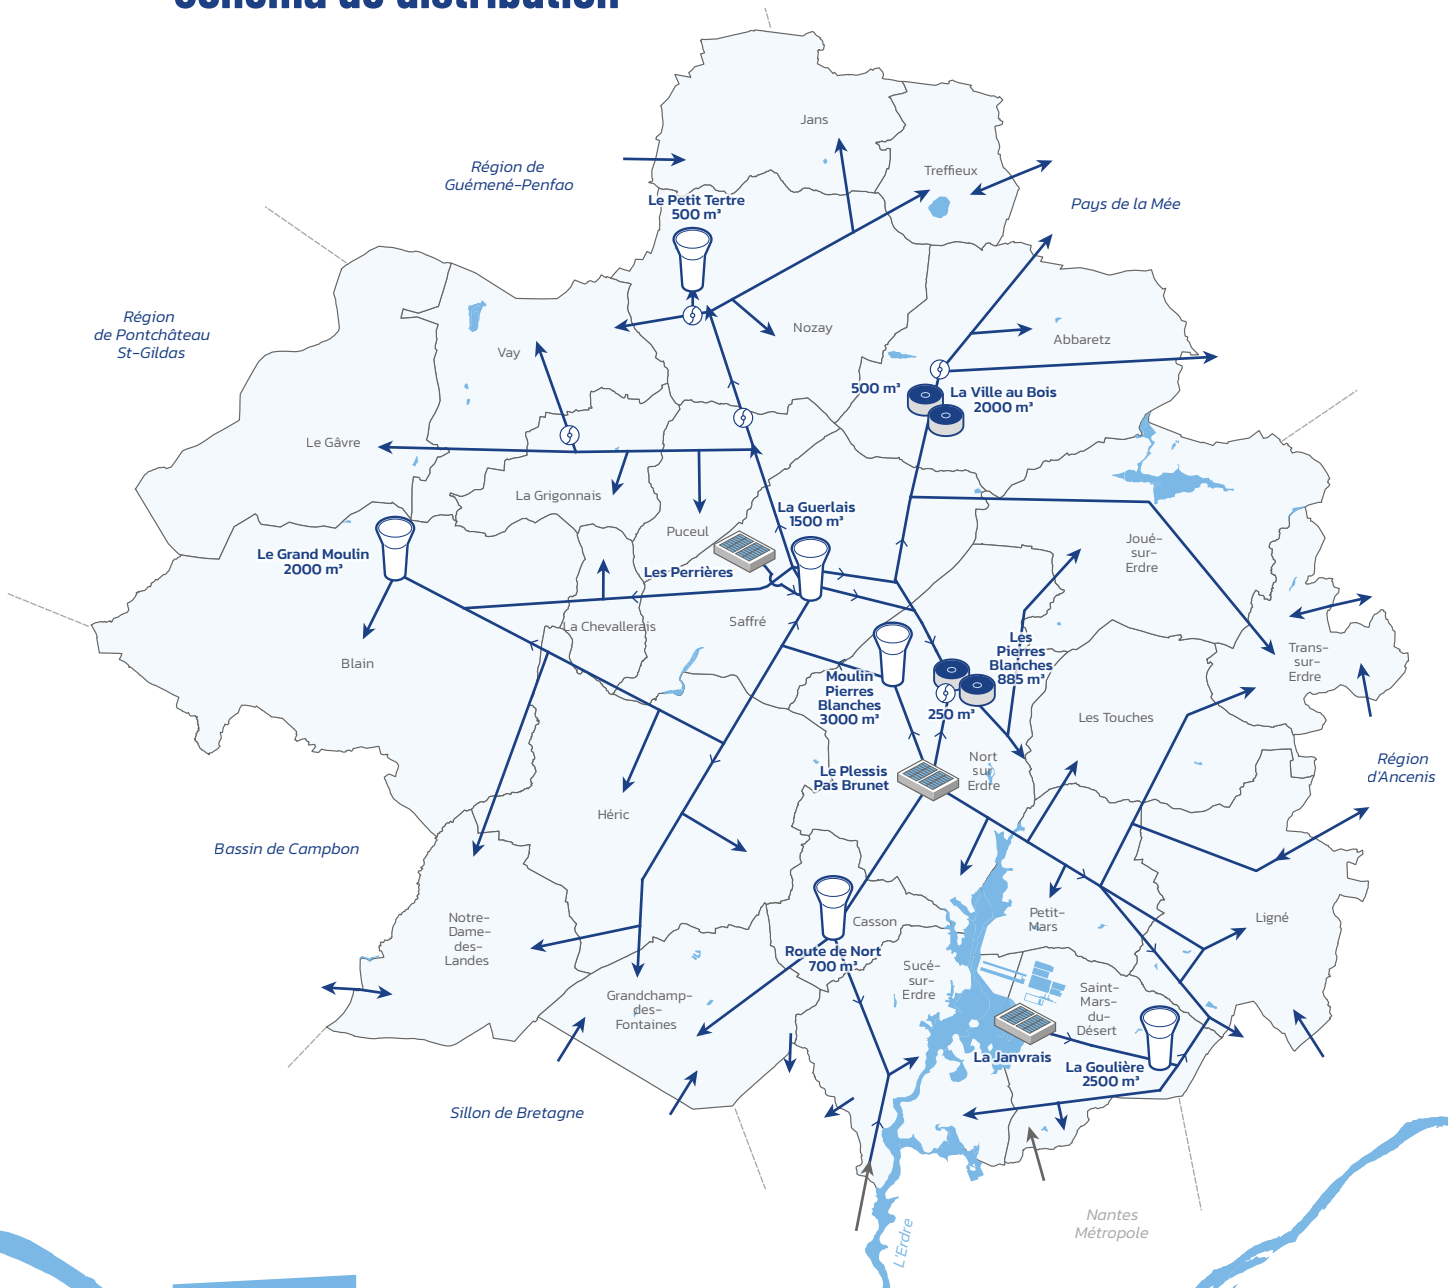 schéma de distribution
Jans
Région de
Guémené-Penfao
Treffieux
Le Petit Tertre
500 m³
Pays de la Mée
Région
de Pontchâteau
St-Gildas
Vay
Nozay
Abbaretz
500 m³
La Ville au Bois
2000 m³
Le Gâvre
La Grigonnais
La Guerlais
1500 m³
Puceul
Le Grand Moulin
2000 m³
Les Perrières
Joué-
sur-
Erdre
La Chevallerais
Saffré
Blain
Les
Pierres
Blanches
885 m³
Trans-
sur-
Erdre
Moulin
Pierres
Blanches
3000 m³
250 m³
Les Touches
Le Plessis
Pas Brunet
Nort
sur
Erdre
Région
d'Ancenis
Héric
Bassin de Campbon
Notre-
Dame-
des-
Landes
Casson
Petit-
Mars
Ligné
Route de Nort
700 m³
Sucé-
sur-
Erdre
Grandchamp-
des-
Fontaines
Saint-
Mars-
du-
Désert
La Janvrais
La Goulière
2500 m³
Sillon de Bretagne
Nantes
Métropole
L'Erdre